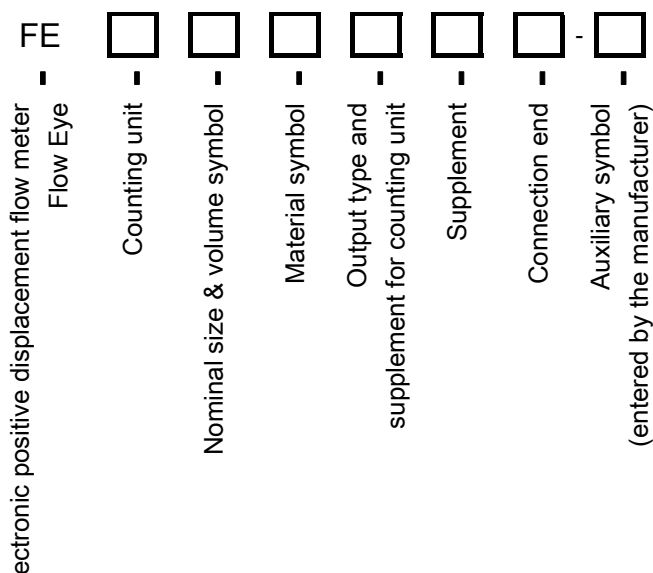 FE
-
ectronic positive displacement flow meter
Flow Eye
Counting unit
Nominal size & volume symbol
Material symbol
Output type and
supplement for counting unit
Supplement
Connection end
Auxiliary symbol
(entered by the manufacturer)